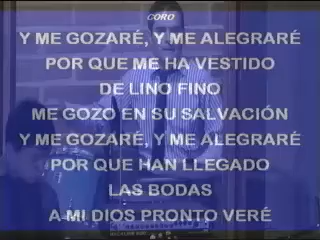 CORO
Y ME GOZARÉ, Y ME ALEGRARÉ
POR QUE ME HA VESTIDO
DE LINO FINO
ME GOZO EN SU SALVACIÓN
Y ME GOZARÉ, Y ME ALEGRARÉ
POR QUE HAN LLEGADO
LAS BODAS
A MI DIOS PRONTO VERÉ